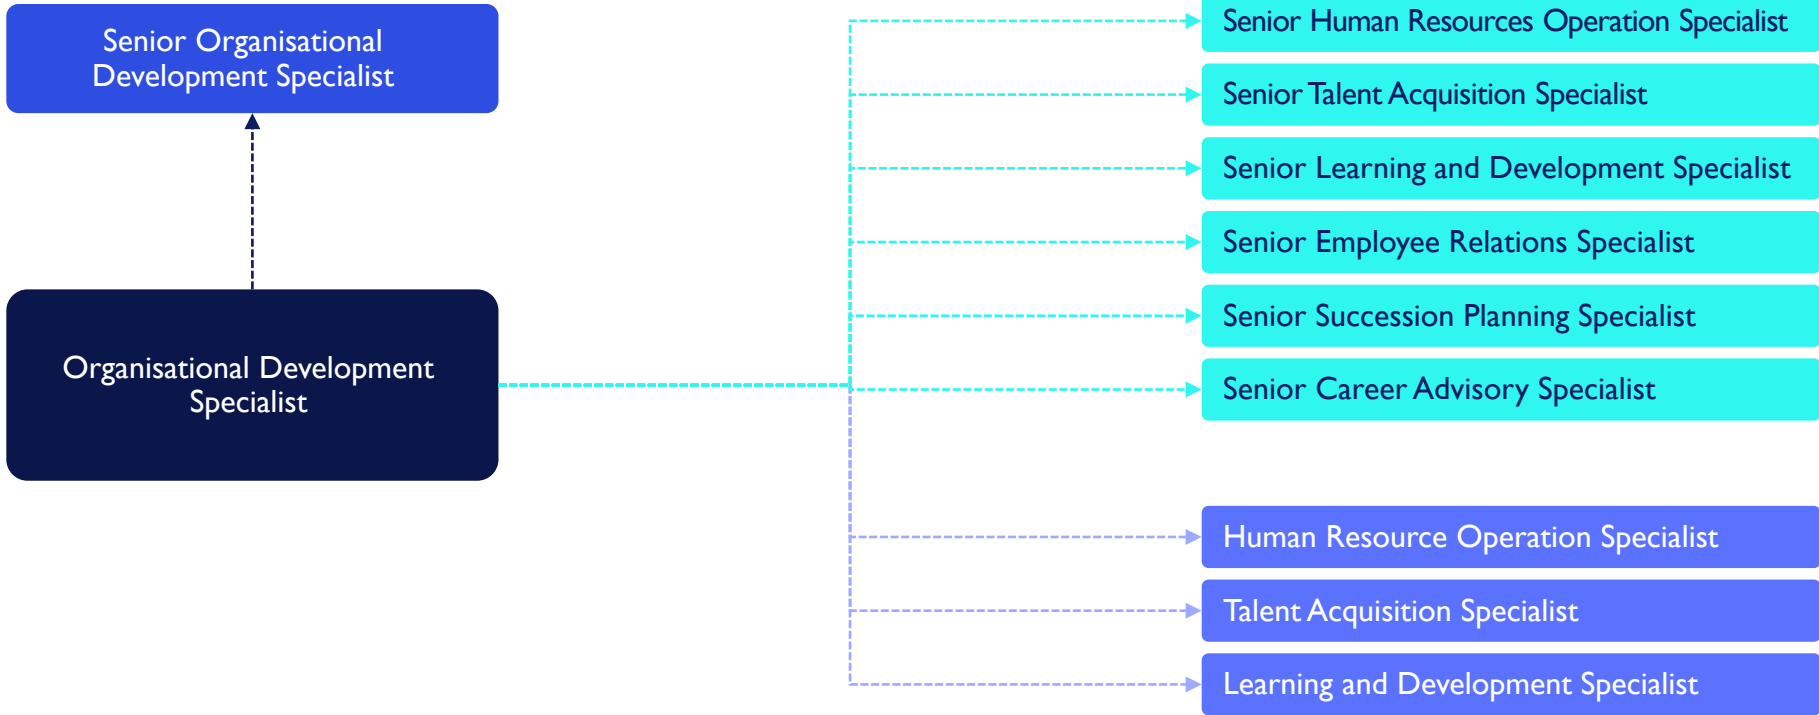 Senior Organisational
Development Specialist
Organisational Development
Specialist
Senior Human Resources Operation Specialist
Senior Talent Acquisition Specialist
Senior Learning and Development Specialist
Senior Employee Relations Specialist
Senior Succession Planning Specialist
Senior Career Advisory Specialist
Human Resource Operation Specialist
Talent Acquisition Specialist
Learning and Development Specialist